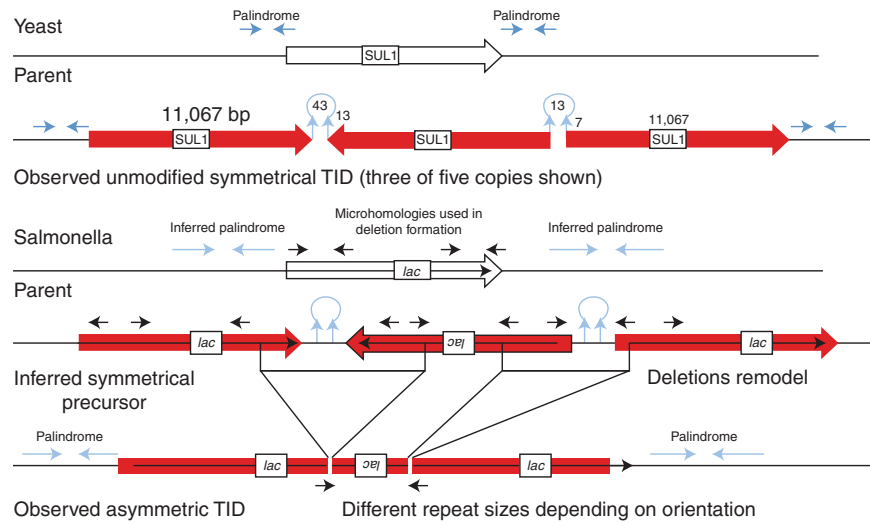 Yeast
Palindrome
Palindrome
SUL1
Parent
11,067 bp
43
13
13
7
11,067
SUL1
SUL1
SUL1
Observed unmodified symmetrical TID (three of five copies shown)
Salmonella
Inferred palindrome
Microhomologies used in
deletion formation
Inferred palindrome
lac
Parent
lac
lac
lac
Inferred symmetrical
precursor
Deletions remodel
Palindrome
Palindrome
lac
lac
lac
Observed asymmetric TID
Different repeat sizes depending on orientation